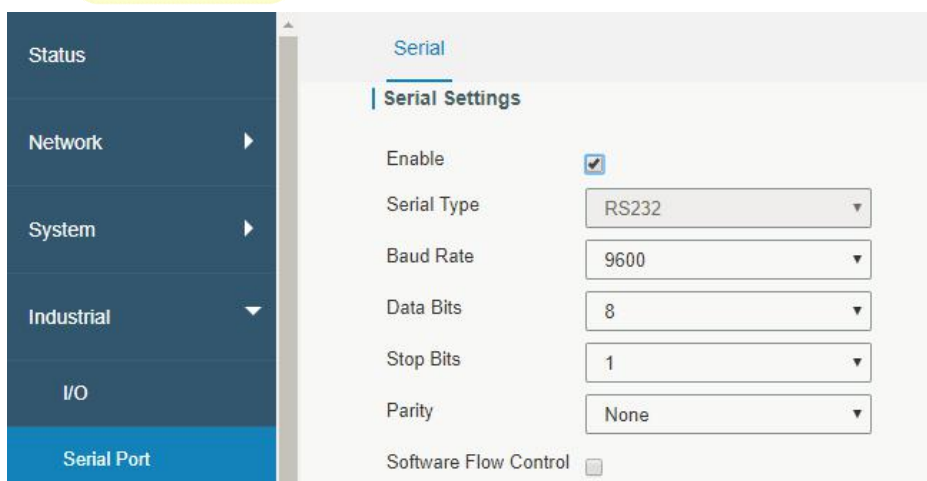 Status
Network
System
Industrial
I/O
Serial Port
Serial
Serial Settings
Enable
Serial Type RS232
Baud Rate 9600
Data Bits 8
Stop Bits 1
Parity None
Software Flow Control